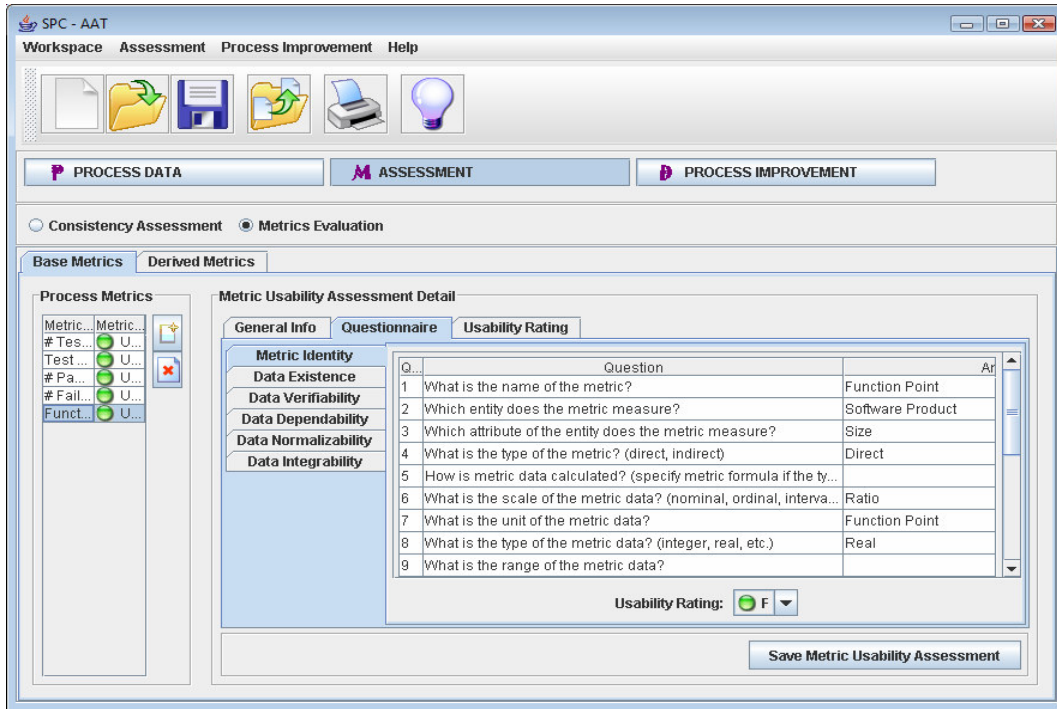 SPC - AAT
Workspace Assessment Process Improvement Help
P PROCESS DATA M ASSESSMENT PROCESS IMPROVEMENT
Consistency Assessment Metrics Evaluation
Base Metrics Derived Metrics
Process Metrics Metric Usability Assessment Detail
Metric... Metric...
# Tes... U...
Test ... U...
# Pa... U...
# Fail... U...
Funct... U...
General Info Questionnaire Usability Rating
Metric Identity
Data Existence
Data Verifiability
Data Dependability
Data Normalizability
Data Integrability
Q... Question Ar
1 What is the name of the metric? Function Point
2 Which entity does the metric measure? Software Product
3 Which attribute of the entity does the metric measure? Size
4 What is the type of the metric? (direct, indirect) Direct
5 How is metric data calculated? (specify metric formula if the ty...
6 What is the scale of the metric data? (nominal, ordinal, interva... Ratio
7 What is the unit of the metric data? Function Point
8 What is the type of the metric data? (integer, real, etc.) Real
9 What is the range of the metric data?
Usability Rating: F
Save Metric Usability Assessment